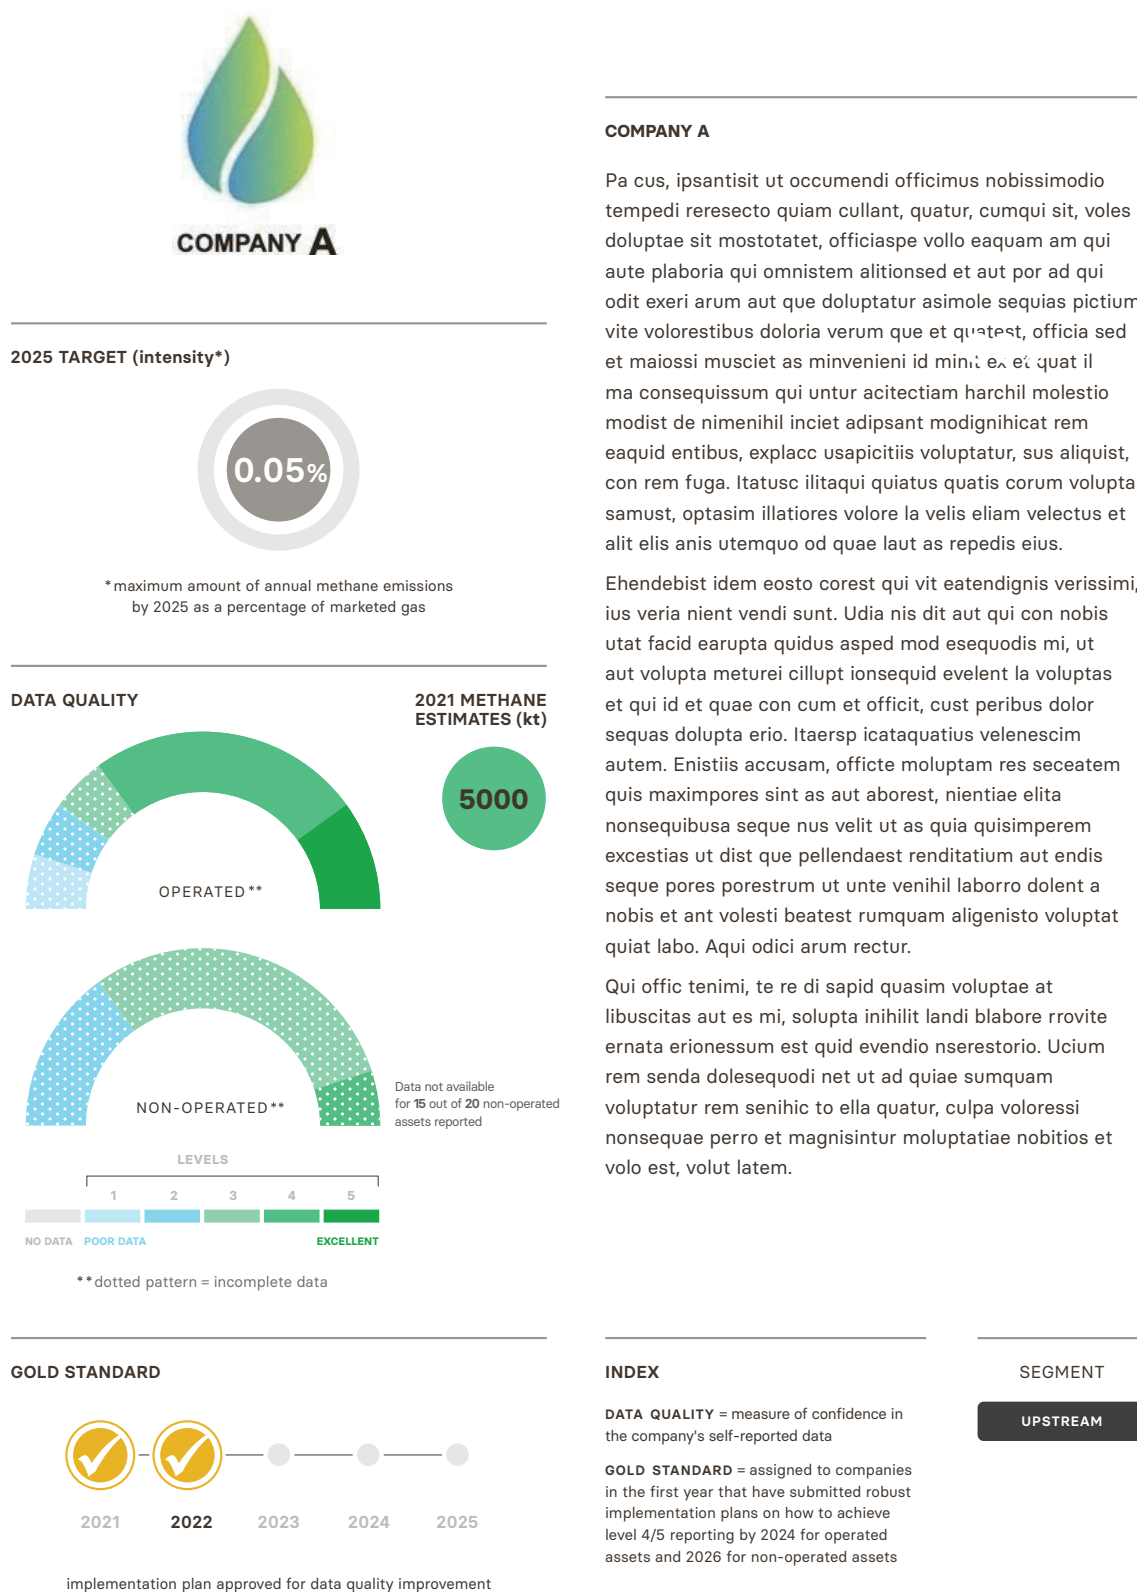 COMPANY A
2025 TARGET (intensity*)
0.05%
*maximum amount of annual methane emissions
by 2025 as a percentage of marketed gas
DATA QUALITY
2021 METHANE
ESTIMATES (kt)
5000
OPERATED**
NON-OPERATED**
Data not available
for 15 out of 20 non-operated
assets reported
LEVELS
1 2 3 4 5
NO DATA POOR DATA EXCELLENT
**dotted pattern = incomplete data
GOLD STANDARD
2021 2022 2023 2024 2025
implementation plan approved for data quality improvement
COMPANY A
Pa cus, ipsantisit ut occumendi officimus nobissimodio
tempedi reresecto quiam cullant, quatur, cumqui sit, voles
doluptae sit mostotatet, officiaspe vollo eaquam am qui
aute plaboria qui omnistem alitionsed et aut por ad qui
odit exeri arum aut que doluptatur asimole sequias pictium
vite volorestibus doloria verum que et quatest, officia sed
et maiossi musciet as minvenieni id minit ex et quat il
ma consequissum qui untur acitectiam harchil molestio
modist de nimenihil inciet adipsant modignihicat rem
eaquid entibus, explacc usapicitiis voluptatur, sus aliquist,
con rem fuga. Itatusc ilitaqui quiatus quatis corum volupta
samust, optasim illatiores volore la velis eliam velectus et
alit elis anis utemquo od quae laut as repedis eius.
Ehendebist idem eosto corest qui vit eatendignis verissimi,
ius veria nient vendi sunt. Udia nis dit aut qui con nobis
utat facid earupta quidus asped mod esequodis mi, ut
aut volupta meturei cillupt ionsequid evelent la voluptas
et qui id et quae con cum et officit, cust peribus dolor
sequas dolupta erio. Itaersp icataquatius velenescim
autem. Enistiis accusam, officte moluptam res seceatem
quis maximpores sint as aut aborest, nientiae elita
nonsequibusa seque nus velit ut as quia quisimperem
excestias ut dist que pellendaest renditatium aut endis
seque pores porestrum ut unte venihil laborro dolent a
nobis et ant volesti beatest rumquam aligenisto voluptat
quiat labo. Aqui odici arum rectur.
Qui offic tenimi, te re di sapid quasim voluptae at
libuscitas aut es mi, solupta inihilit landi blabore rrovite
ernata erionessum est quid evendio nserestorio. Ucium
rem senda dolesequodi net ut ad quiae sumquam
voluptatur rem senihic to ella quatur, culpa voloressi
nonsequae perro et magnisintur moluptatiae nobitios et
volo est, volut latem.
INDEX
DATA QUALITY = measure of confidence in
the company's self-reported data
GOLD STANDARD = assigned to companies
in the first year that have submitted robust
implementation plans on how to achieve
level 4/5 reporting by 2024 for operated
assets and 2026 for non-operated assets
SEGMENT
UPSTREAM